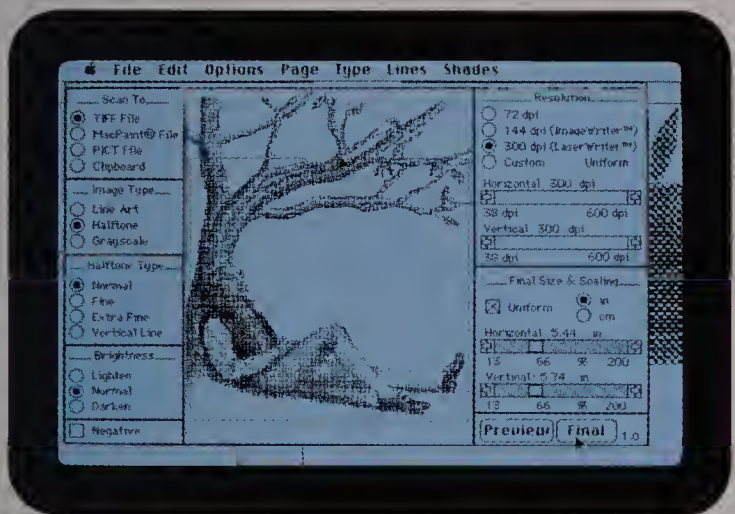 File Edit Options Page Type Lines Shades
Scan To
TIFF File
MacPaint® File
PICT File
Clipboard
Image Type
Line Art
Halftone
Grayscale
Halftone Type
Normal
Fine
Extra Fine
Vertical Line
Brightness
Lighten
Normal
Darken
Negative
Resolution
72 dpi
144 dpi (ImageWriter™)
300 dpi (LaserWriter™)
Custom Uniform
Horizontal 300 dpi
38 dpi 600 dpi
Vertical 300 dpi
38 dpi 600 dpi
Final Size & Scaling
Uniform
in
cm
Horizontal 5.44 in
13 66 % 200
Vertical 5.74 in
13 66 % 200
Preview Final 1.0